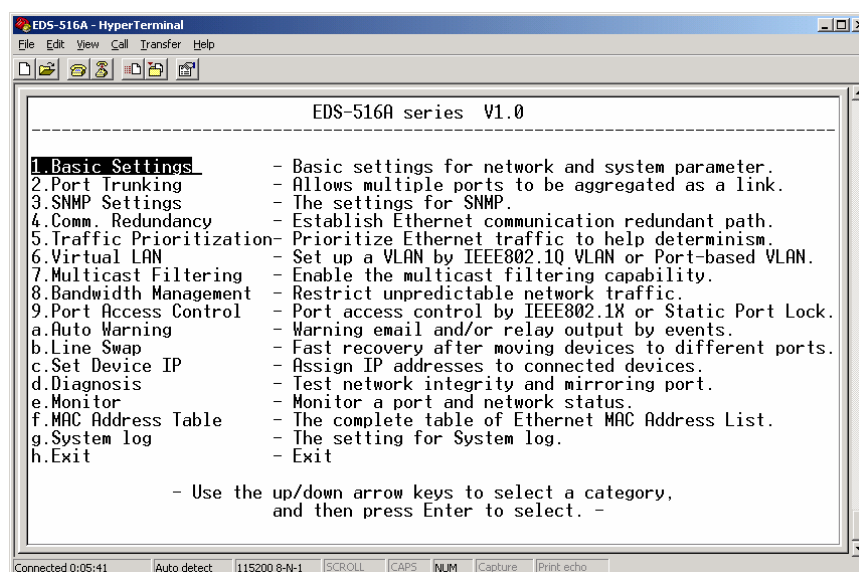 EDS-516A - HyperTerminal
File Edit View Call Transfer Help
EDS-516A series V1.0
--------------------------------------------------------------------------------
1.Basic Settings - Basic settings for network and system parameter.
2.Port Trunking - Allows multiple ports to be aggregated as a link.
3.SNMP Settings - The settings for SNMP.
4.Comm. Redundancy - Establish Ethernet communication redundant path.
5.Traffic Prioritization- Prioritize Ethernet traffic to help determinism.
6.Virtual LAN - Set up a VLAN by IEEE802.1Q VLAN or Port-based VLAN.
7.Multicast Filtering - Enable the multicast filtering capability.
8.Bandwidth Management - Restrict unpredictable network traffic.
9.Port Access Control - Port access control by IEEE802.1X or Static Port Lock.
a.Auto Warning - Warning email and/or relay output by events.
b.Line Swap - Fast recovery after moving devices to different ports.
c.Set Device IP - Assign IP addresses to connected devices.
d.Diagnosis - Test network integrity and mirroring port.
e.Monitor - Monitor a port and network status.
f.MAC Address Table - The complete table of Ethernet MAC Address List.
g.System log - The setting for System log.
h.Exit - Exit
- Use the up/down arrow keys to select a category,
and then press Enter to select. -
Connected 0:05:41 Auto detect 115200 8-N-1 SCROLL CAPS NUM Capture Print echo